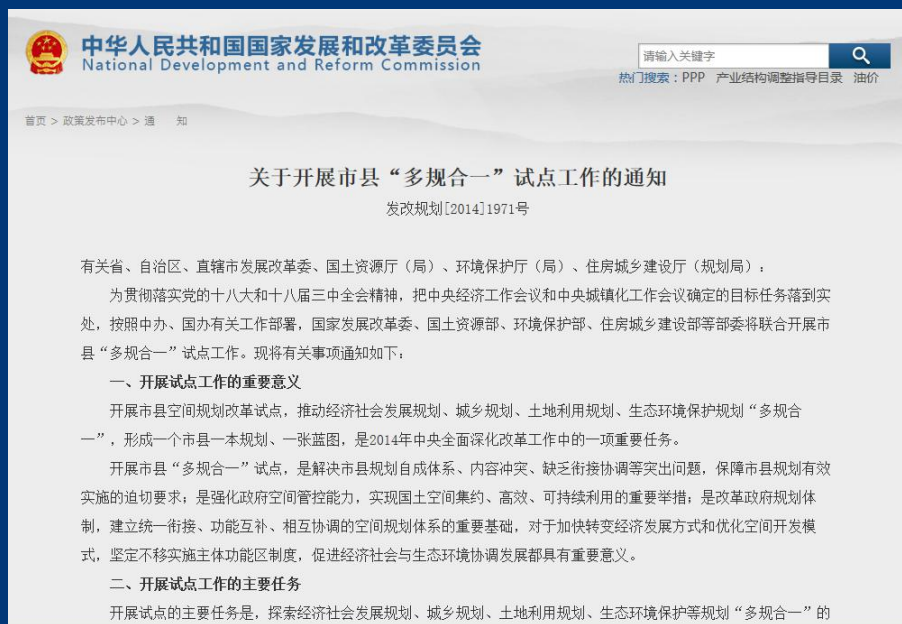 中华人民共和国国家发展和改革委员会
National Development and Reform Commission
请输入关键字
热门搜索：PPP 产业结构调整指导目录 油价
首页 > 政策发布中心 > 通 知
关于开展市县“多规合一”试点工作的通知
发改规划[2014]1971号
有关省、自治区、直辖市发展改革委、国土资源厅（局）、环境保护厅（局）、住房城乡建设厅（规划局）：
为贯彻落实党的十八大和十八届三中全会精神，把中央经济工作会议和中央城镇化工作会议确定的目标任务落到实
处，按照中办、国办有关工作部署，国家发展改革委、国土资源部、环境保护部、住房城乡建设部等部委将联合开展市
县“多规合一”试点工作。现将有关事项通知如下：
一、开展试点工作的重要意义
开展市县空间规划改革试点，推动经济社会发展规划、城乡规划、土地利用规划、生态环境保护规划“多规合
一”，形成一个市县一本规划、一张蓝图，是2014年中央全面深化改革工作中的一项重要任务。
开展市县“多规合一”试点，是解决市县规划自成体系、内容冲突、缺乏衔接协调等突出问题，保障市县规划有效
实施的迫切要求；是强化政府空间管控能力，实现国土空间集约、高效、可持续利用的重要举措；是改革政府规划体
制，建立统一衔接、功能互补、相互协调的空间规划体系的重要基础，对于加快转变经济发展方式和优化空间开发模
式，坚定不移实施主体功能区制度，促进经济社会与生态环境协调发展都具有重要意义。
二、开展试点工作的主要任务
开展试点的主要任务是，探索经济社会发展规划、城乡规划、土地利用规划、生态环境保护等规划“多规合一”的